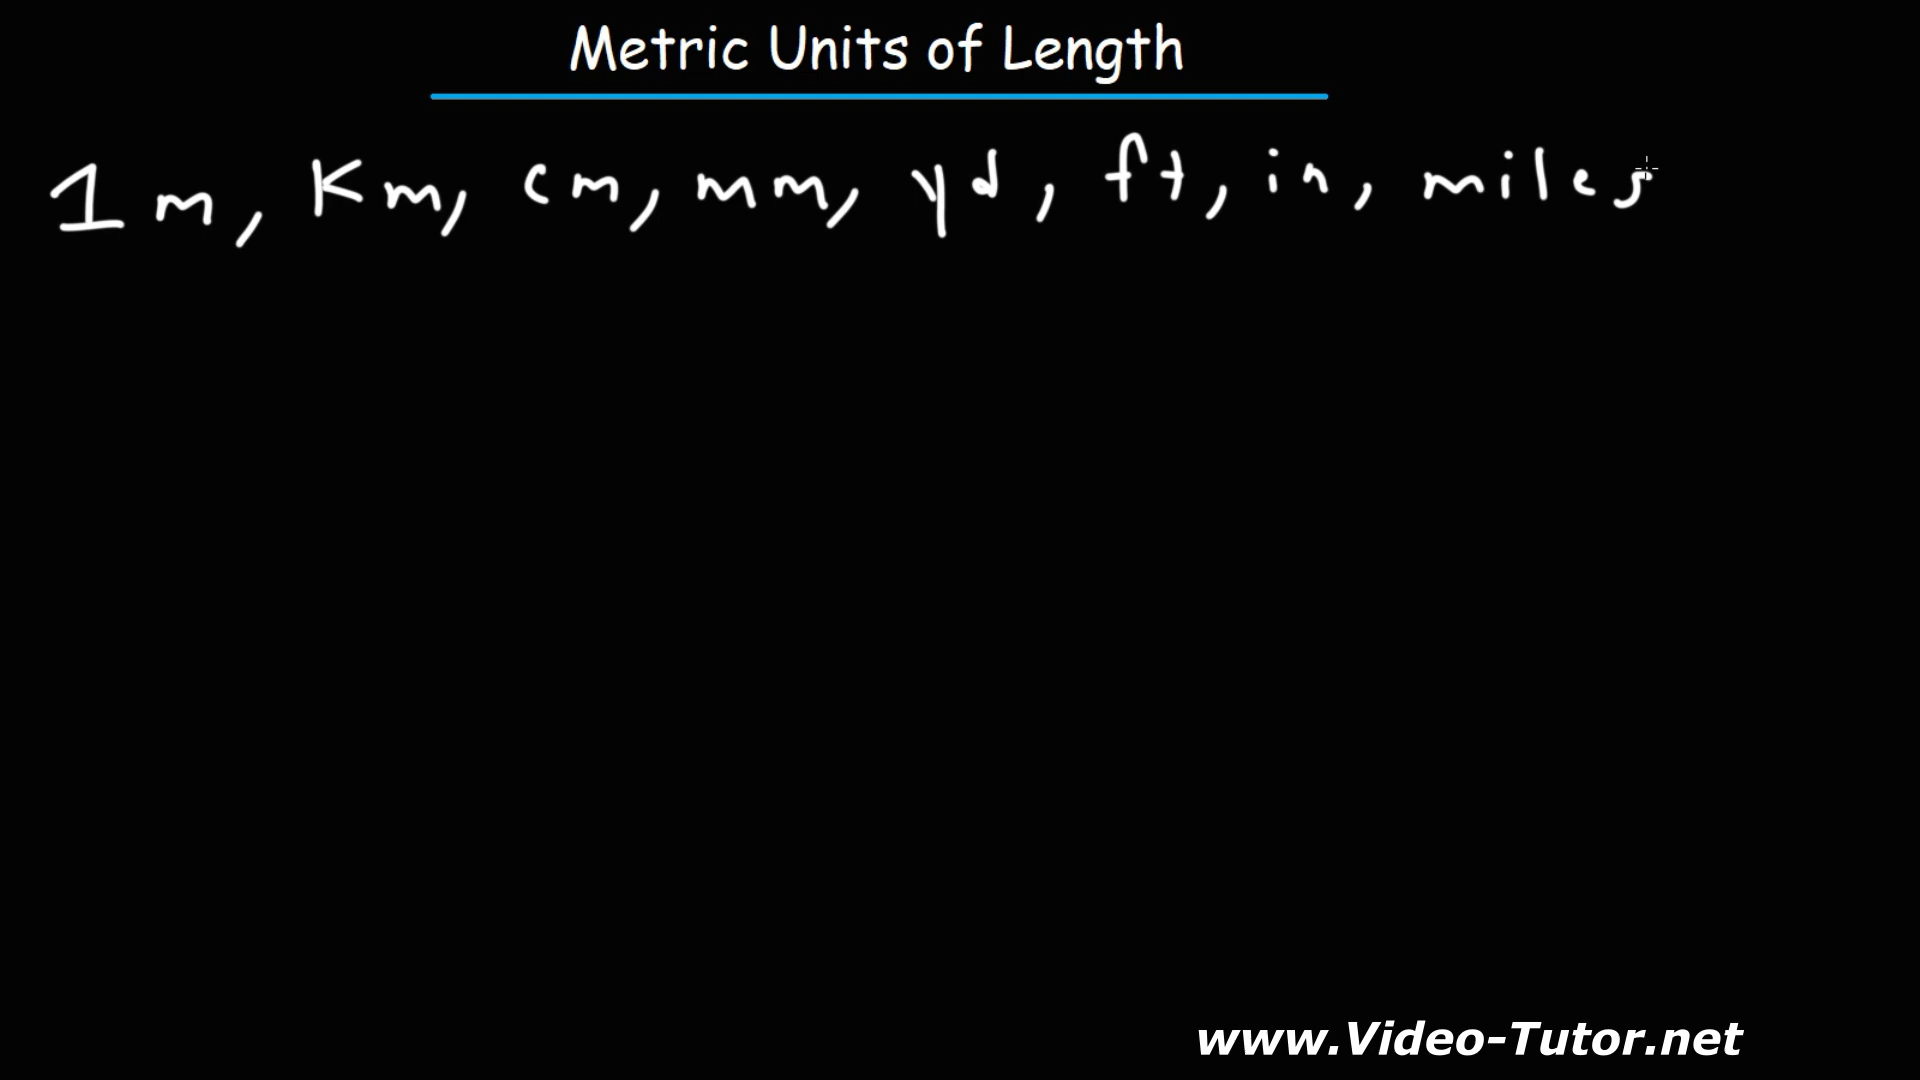 Metric Units of Length
1 m, Km, cm, mm, yd, ft, in, miles
www.Video-Tutor.net